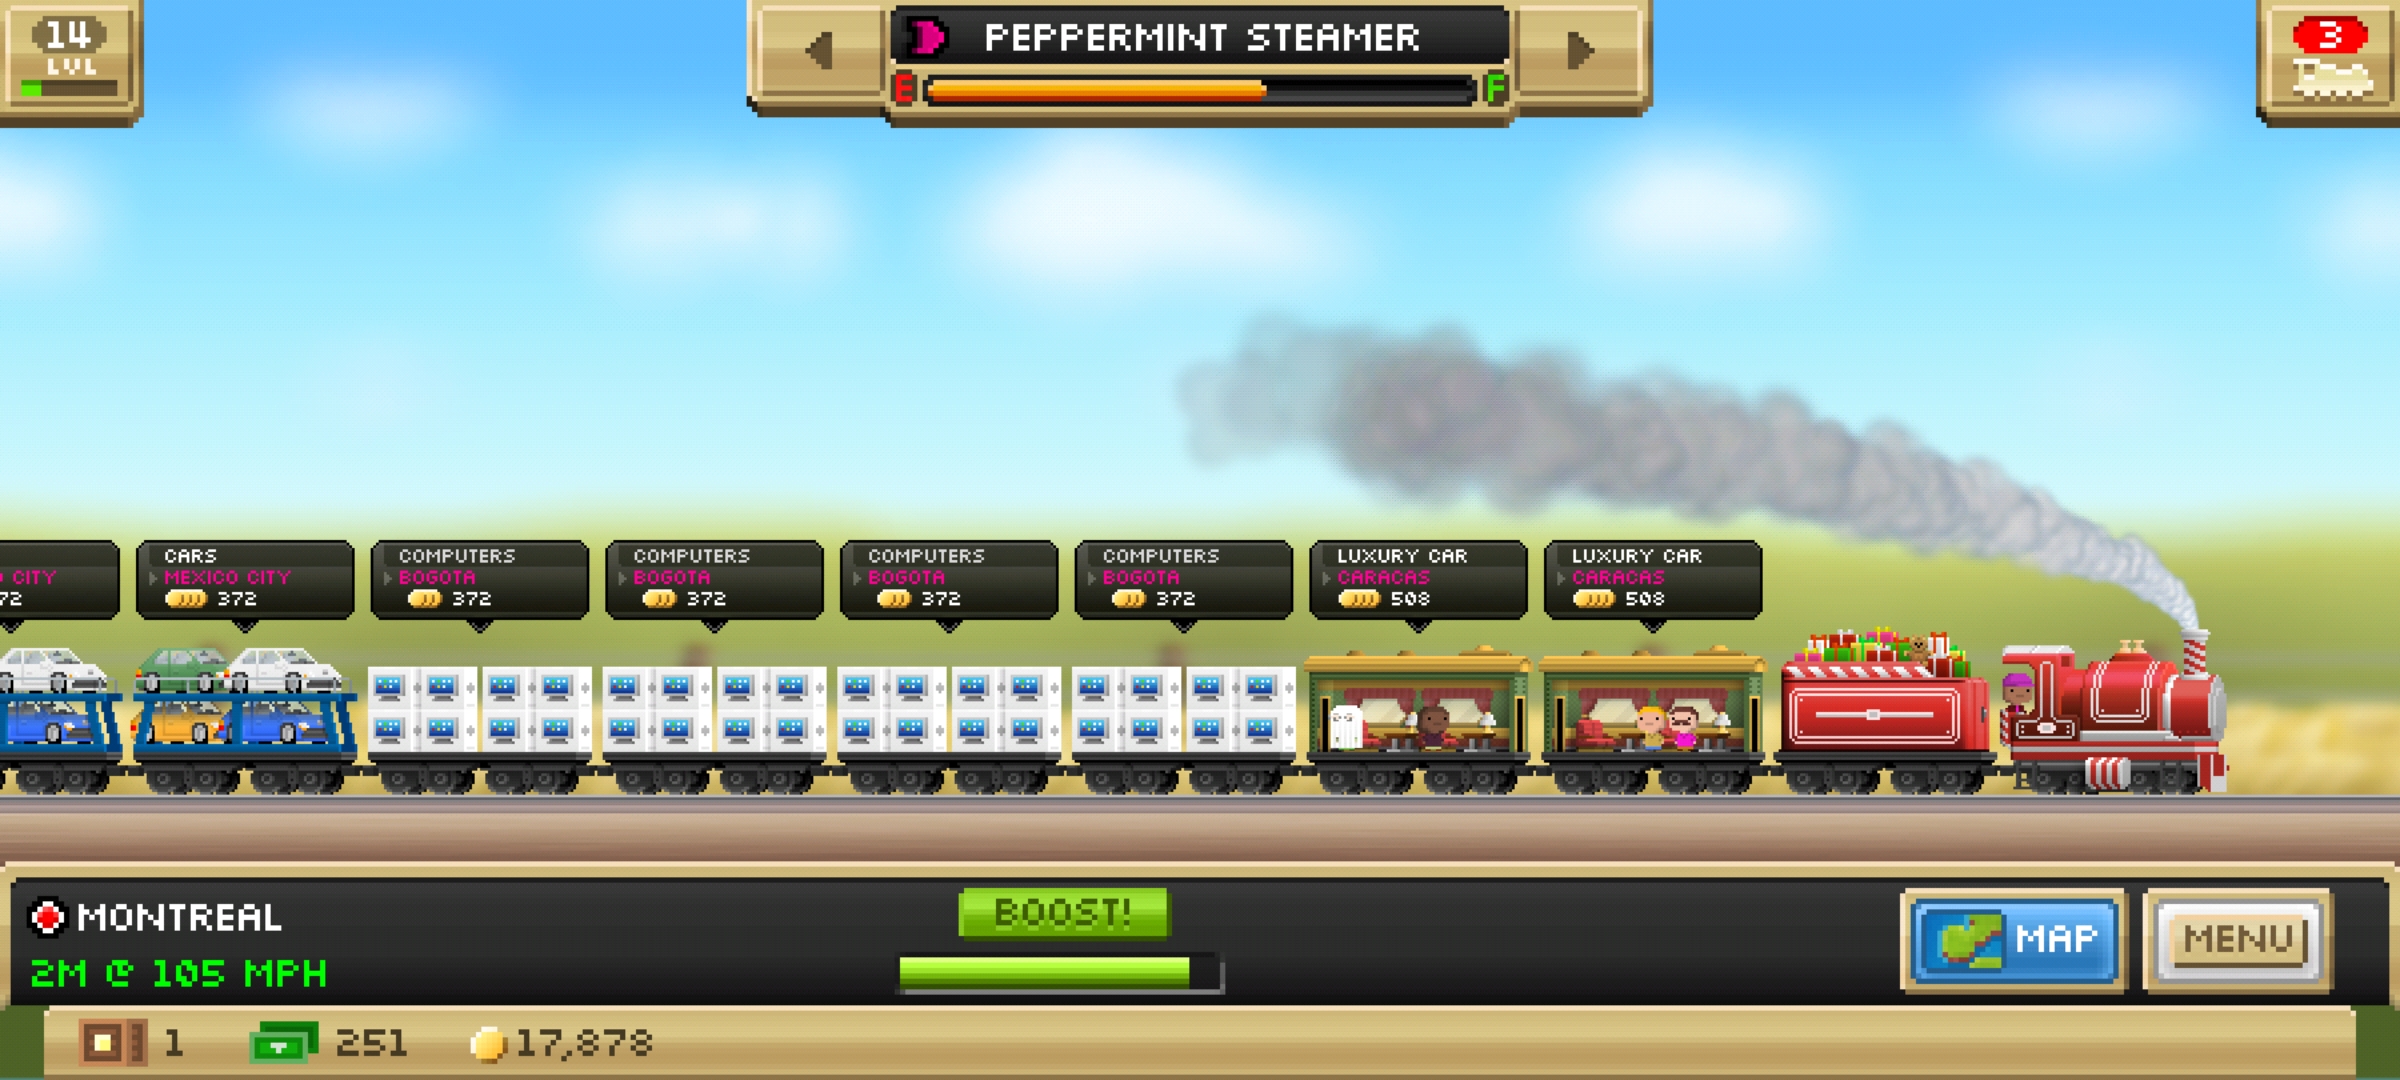 14
LVL
PEPPERMINT STEAMER
E
F
3
CITY
72
CARS
MEXICO CITY
372
COMPUTERS
BOGOTA
372
COMPUTERS
BOGOTA
372
COMPUTERS
BOGOTA
372
COMPUTERS
BOGOTA
372
LUXURY CAR
CARACAS
508
LUXURY CAR
CARACAS
508
MONTREAL
2M @ 105 MPH
BOOST!
MAP
MENU
1
251
17,878